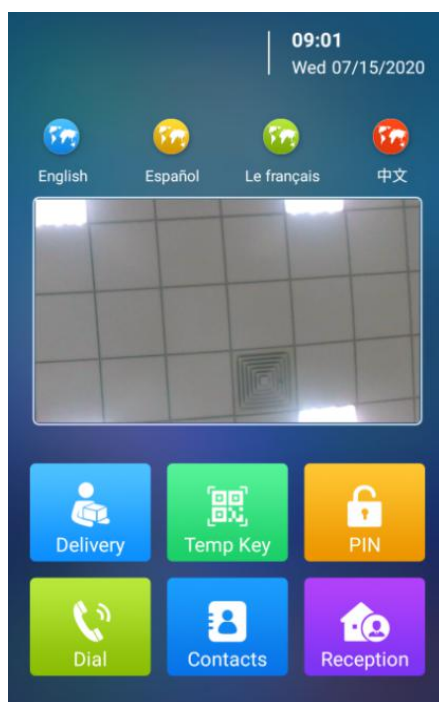 09:01
Wed 07/15/2020
English Español Le français 中文
Delivery Temp Key PIN
Dial Contacts Reception